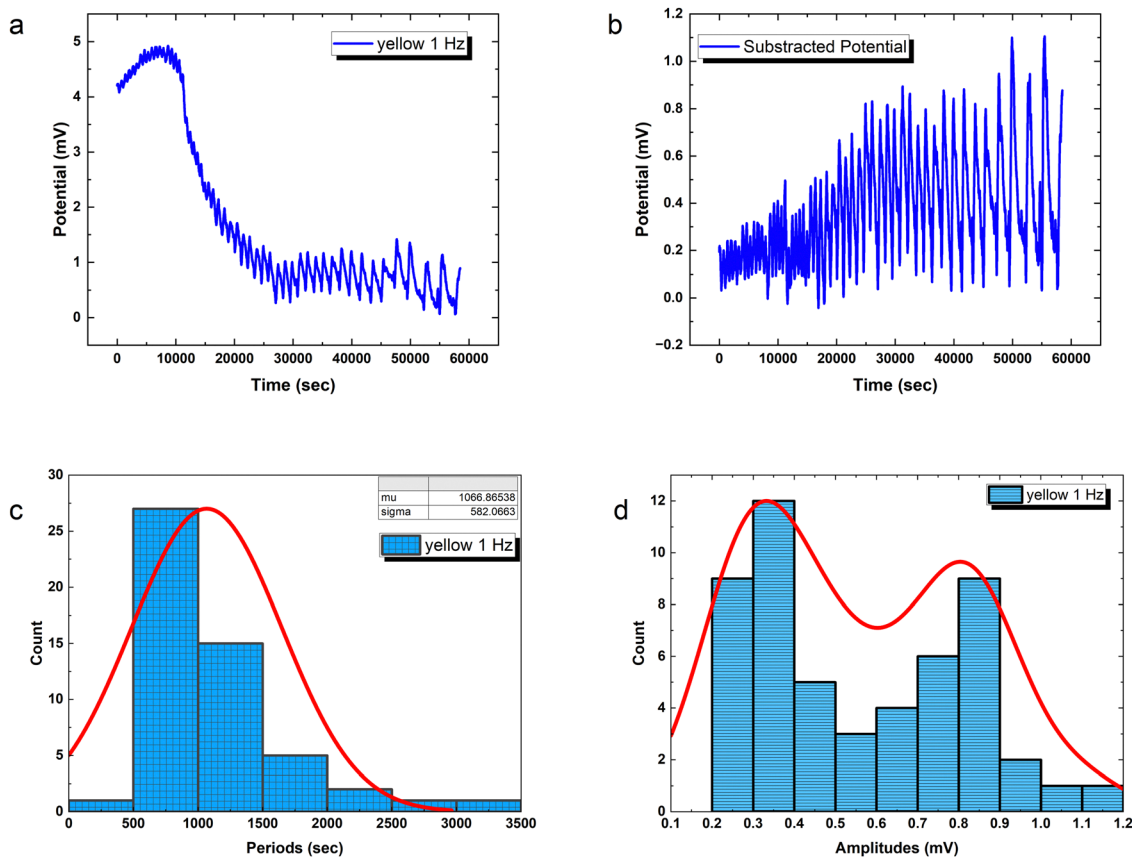 a
yellow 1 Hz
5
4
3
2
1
0
Potential (mV)
0 10000 20000 30000 40000 50000 60000
Time (sec)
b
Substracted Potential
1.2
1.0
0.8
0.6
0.4
0.2
0.0
−0.2
Potential (mV)
0 10000 20000 30000 40000 50000 60000
Time (sec)
c
mu 1066.86538
sigma 582.0663
yellow 1 Hz
30
25
20
15
10
5
0
Count
0 500 1000 1500 2000 2500 3000 3500
Periods (sec)
d
yellow 1 Hz
12
10
8
6
4
2
0
Count
0.1 0.2 0.3 0.4 0.5 0.6 0.7 0.8 0.9 1.0 1.1 1.2
Amplitudes (mV)